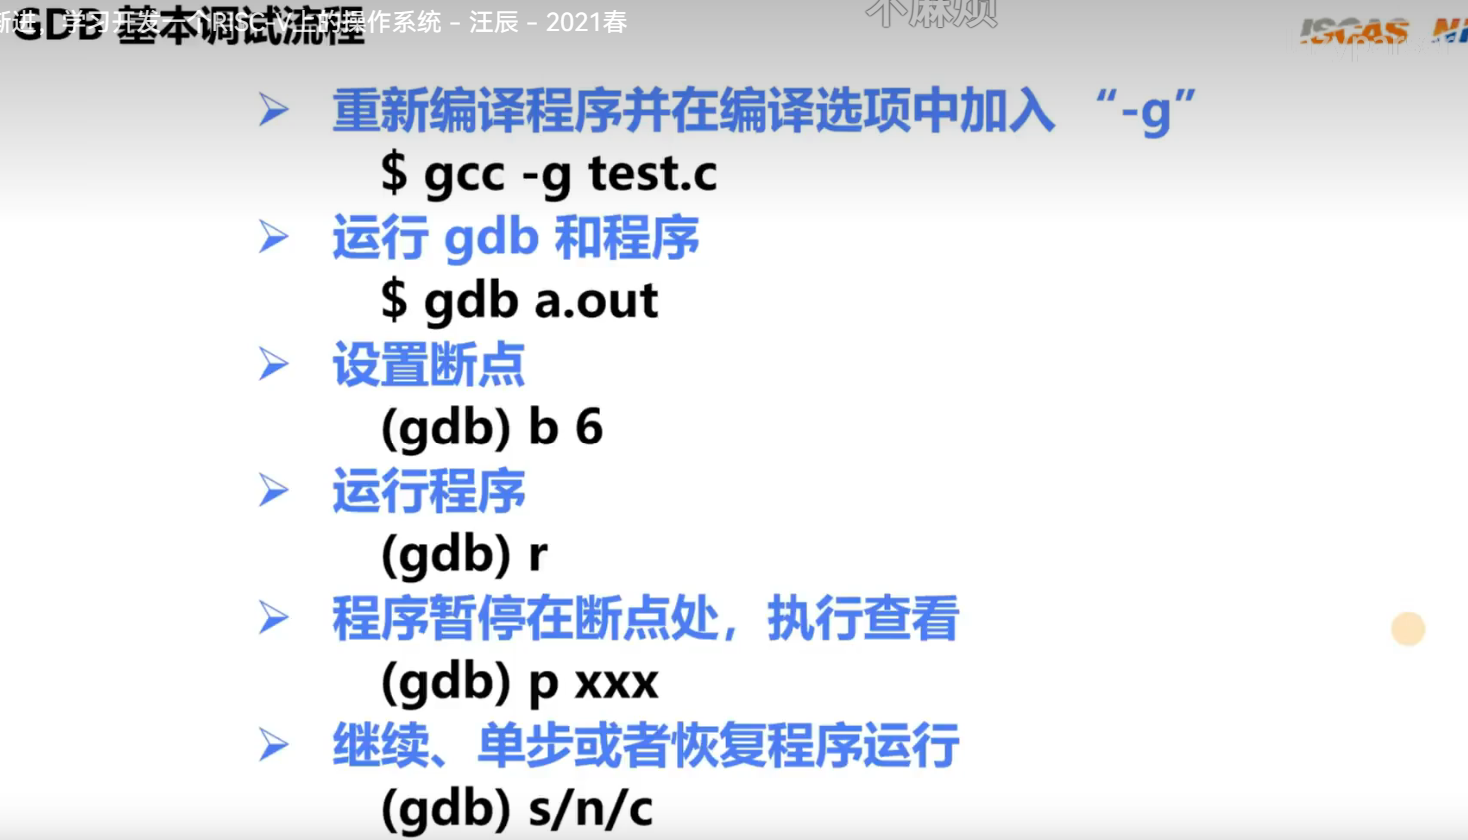 渐进，学习开发一个RISC-V上的操作系统 - 汪辰 - 2021春
GDB 基本调试流程
不麻烦
ISCAS
重新编译程序并在编译选项中加入 “-g”
$ gcc -g test.c
运行 gdb 和程序
$ gdb a.out
设置断点
(gdb) b 6
运行程序
(gdb) r
程序暂停在断点处，执行查看
(gdb) p xxx
继续、单步或者恢复程序运行
(gdb) s/n/c